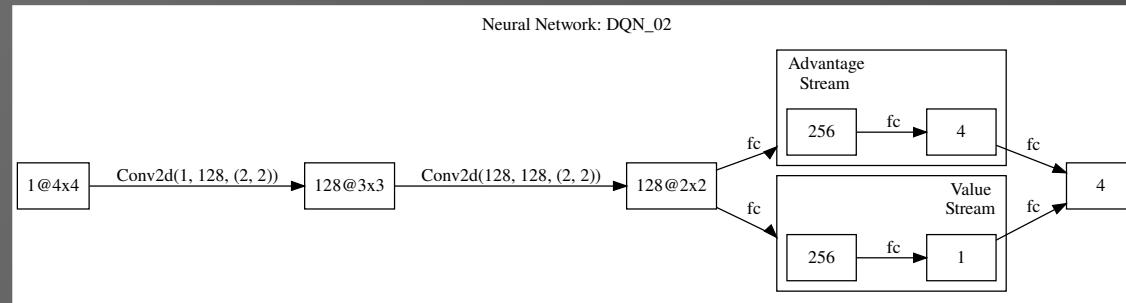 Neural Network: DQN_02
1@4x4
Conv2d(1, 128, (2, 2))
128@3x3
Conv2d(128, 128, (2, 2))
128@2x2
fc
fc
Advantage
Stream
256
fc
4
Value
Stream
256
fc
1
fc
fc
4